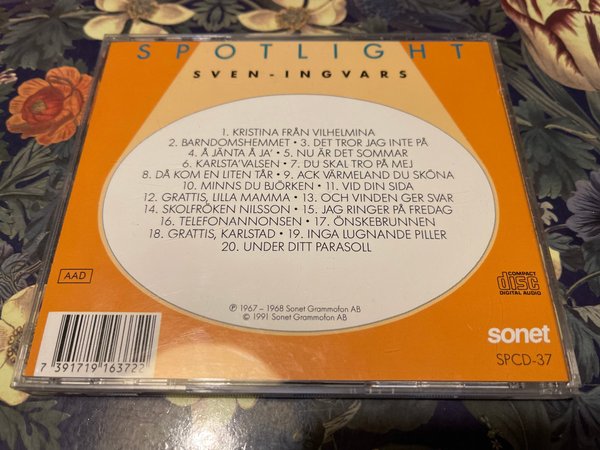 SPOTLIGHT
SVEN-INGVARS
1. KRISTINA FRÅN VILHELMINA
2. BARNDOMSHEMMET • 3. DET TROR JAG INTE PÅ
4. Å JÄNTA Å JA' • 5. NU ÄR DET SOMMAR
6. KARLSTA'VALSEN • 7. DU SKAL TRO PÅ MEJ
8. DÅ KOM EN LITEN TÅR • 9. ACK VÄRMELAND DU SKÖNA
10. MINNS DU BJÖRKEN • 11. VID DIN SIDA
12. GRATTIS, LILLA MAMMA • 13. OCH VINDEN GER SVAR
14. SKOLFRÖKEN NILSSON • 15. JAG RINGER PÅ FREDAG
16. TELEFONANNONSEN • 17. ÖNSKEBRUNNEN
18. GRATTIS, KARLSTAD • 19. INGA LUGNANDE PILLER
20. UNDER DITT PARASOLL
AAD
℗ 1967 – 1968 Sonet Grammofon AB
© 1991 Sonet Grammofon AB
COMPACT
disc
DIGITAL AUDIO
sonet
SPCD-37
7 391719 163722